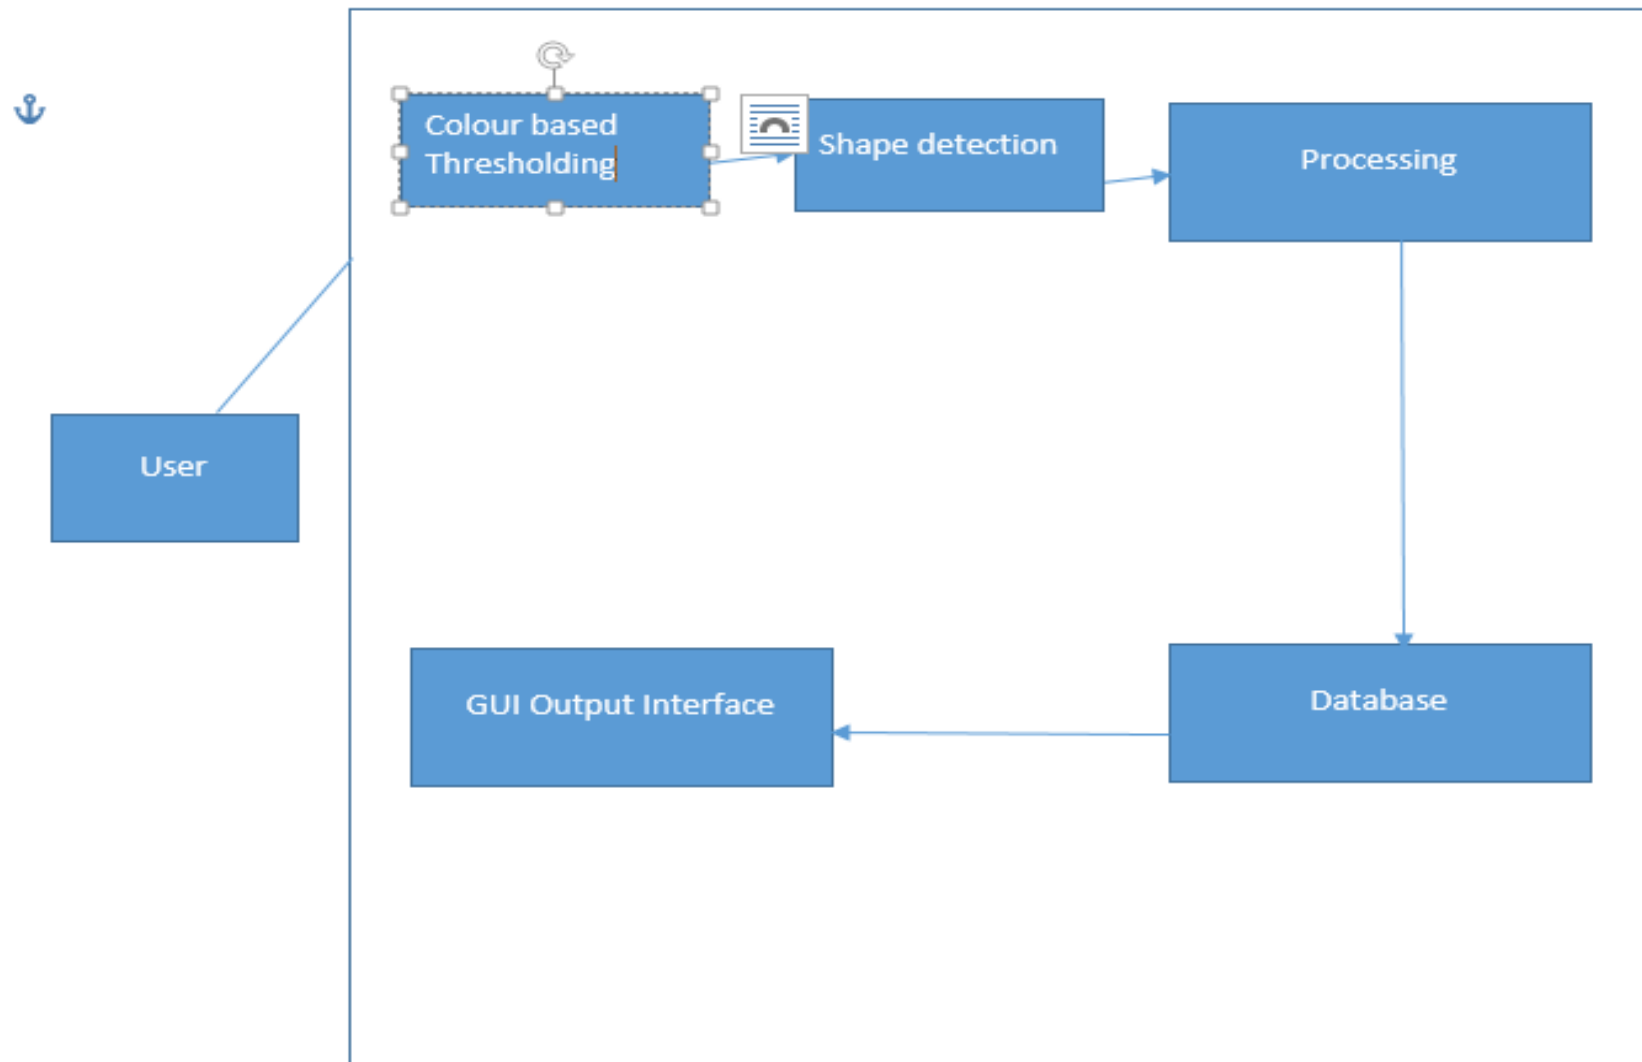 Colour based
Thresholding
Shape detection
Processing
User
GUI Output Interface
Database